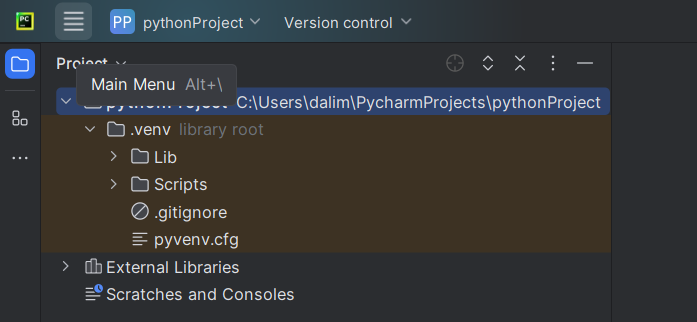 PC
PP pythonProject Version control
Project
Main Menu Alt+\
pythonProject C:\Users\dalim\PycharmProjects\pythonProject
.venv library root
Lib
Scripts
.gitignore
pyvenv.cfg
External Libraries
Scratches and Consoles